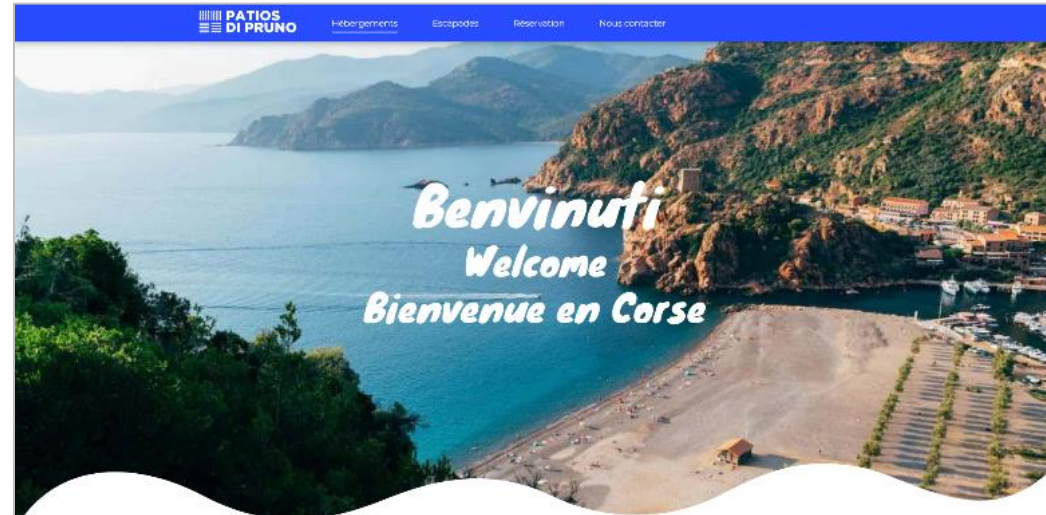 PATIOS
DI PRUNO
Hébergements
Escapades
Réservation
Nous contacter
Benvinuti
Welcome
Bienvenue en Corse